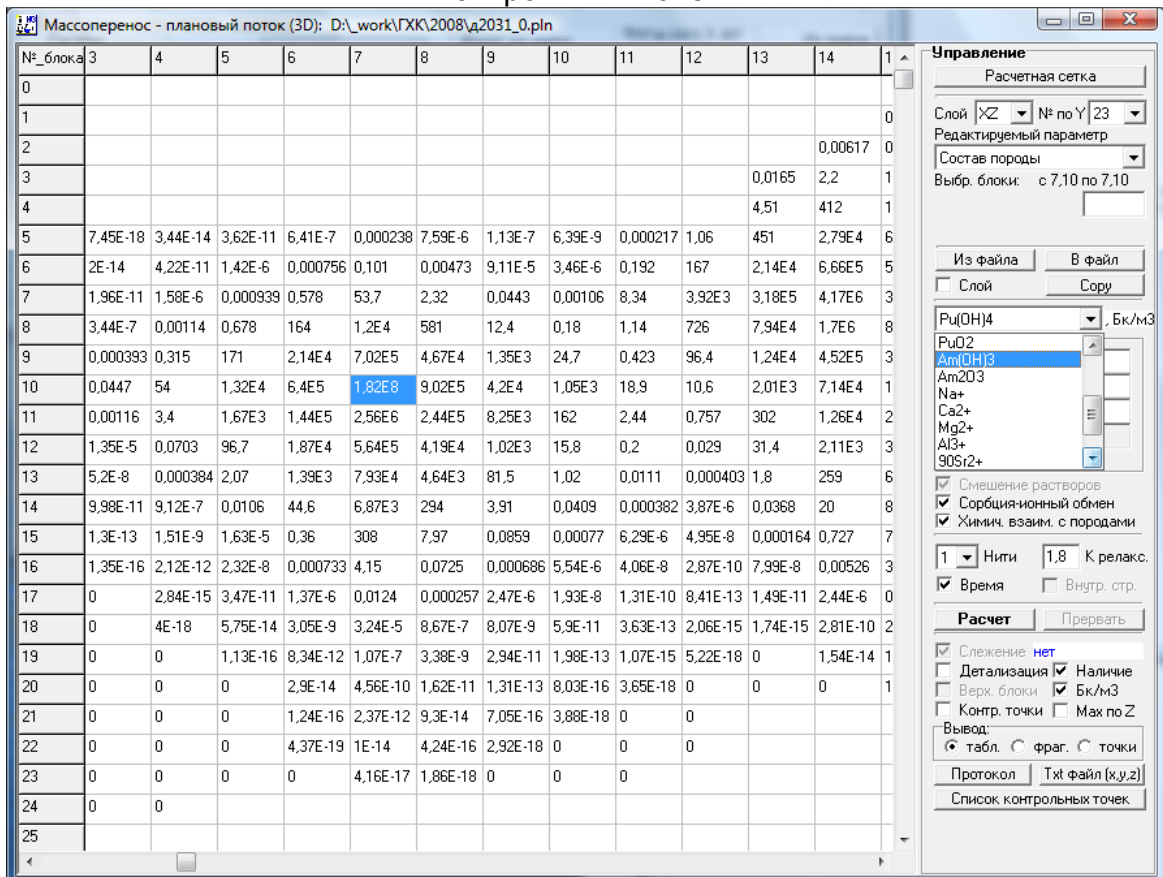 Массоперенос - плановый поток (3D): D:\_work\ГХК\2008\д2031_0.pln
№_блока 3 4 5 6 7 8 9 10 11 12 13 14 1
0
1 0
2 0,00617 0
3 0,0165 2,2 1
4 4,51 412 1
5 7,45E-18 3,44E-14 3,62E-11 6,41E-7 0,000238 7,59E-6 1,13E-7 6,39E-9 0,000217 1,06 451 2,79E4 6
6 2E-14 4,22E-11 1,42E-6 0,000756 0,101 0,00473 9,11E-5 3,46E-6 0,192 167 2,14E4 6,66E5 5
7 1,96E-11 1,58E-6 0,000939 0,578 53,7 2,32 0,0443 0,00106 8,34 3,92E3 3,18E5 4,17E6 3
8 3,44E-7 0,00114 0,678 164 1,2E4 581 12,4 0,18 1,14 726 7,94E4 1,7E6 8
9 0,000393 0,315 171 2,14E4 7,02E5 4,67E4 1,35E3 24,7 0,423 96,4 1,24E4 4,52E5 3
10 0,0447 54 1,32E4 6,4E5 1,82E8 9,02E5 4,2E4 1,05E3 18,9 10,6 2,01E3 7,14E4 1
11 0,00116 3,4 1,67E3 1,44E5 2,56E6 2,44E5 8,25E3 162 2,44 0,757 302 1,26E4 2
12 1,35E-5 0,0703 96,7 1,87E4 5,64E5 4,19E4 1,02E3 15,8 0,2 0,029 31,4 2,11E3 3
13 5,2E-8 0,000384 2,07 1,39E3 7,93E4 4,64E3 81,5 1,02 0,0111 0,000403 1,8 259 6
14 9,98E-11 9,12E-7 0,0106 44,6 6,87E3 294 3,91 0,0409 0,000382 3,87E-6 0,0368 20 8
15 1,3E-13 1,51E-9 1,63E-5 0,36 308 7,97 0,0859 0,00077 6,29E-6 4,95E-8 0,000164 0,727 7
16 1,35E-16 2,12E-12 2,32E-8 0,000733 4,15 0,0725 0,000686 5,54E-6 4,06E-8 2,87E-10 7,99E-8 0,00526 3
17 0 2,84E-15 3,47E-11 1,37E-6 0,0124 0,000257 2,47E-6 1,93E-8 1,31E-10 8,41E-13 1,49E-11 2,44E-6 0
18 0 4E-18 5,75E-14 3,05E-9 3,24E-5 8,67E-7 8,07E-9 5,9E-11 3,63E-13 2,06E-15 1,74E-15 2,81E-10 2
19 0 0 1,13E-16 8,34E-12 1,07E-7 3,38E-9 2,94E-11 1,98E-13 1,07E-15 5,22E-18 0 1,54E-14 1
20 0 0 0 2,9E-14 4,56E-10 1,62E-11 1,31E-13 8,03E-16 3,65E-18 0 0 0 1
21 0 0 0 1,24E-16 2,37E-12 9,3E-14 7,05E-16 3,88E-18 0 0
22 0 0 0 4,37E-19 1E-14 4,24E-16 2,92E-18 0 0 0
23 0 0 0 0 4,16E-17 1,86E-18 0 0 0
24 0 0
25
Управление
Расчетная сетка
Слой XZ № по Y 23
Редактируемый параметр
Состав породы
Выбр. блоки: с 7,10 по 7,10
Из файла В файл
Слой Copy
Pu(OH)4 , Бк/м3
PuO2
Am(OH)3
Am2O3
Na+
Ca2+
Mg2+
Al3+
90Sr2+
Смешение растворов
Сорбция-ионный обмен
Химич. взаим. с породами
1 Нити 1,8 К релакс.
Время Внутр. стр.
Расчет Прервать
Слежение нет
Детализация Наличие
Верх. блоки Бк/м3
Контр. точки Max по Z
Вывод:
табл. фраг. точки
Протокол Txt файл (x,y,z)
Список контрольных точек